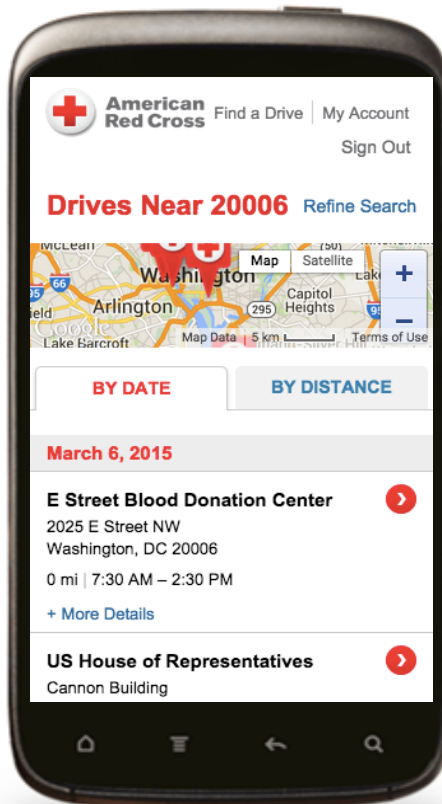 American
Red Cross
Find a Drive | My Account
Sign Out
Drives Near 20006 Refine Search
McLean
Washington
Map Satellite
+
66
95
Arlington
295
Capitol
Heights
−
Google
Lake Barcroft
Map Data 5 km Terms of Use
BY DATE BY DISTANCE
March 6, 2015
E Street Blood Donation Center
2025 E Street NW
Washington, DC 20006
0 mi | 7:30 AM – 2:30 PM
+ More Details
US House of Representatives
Cannon Building